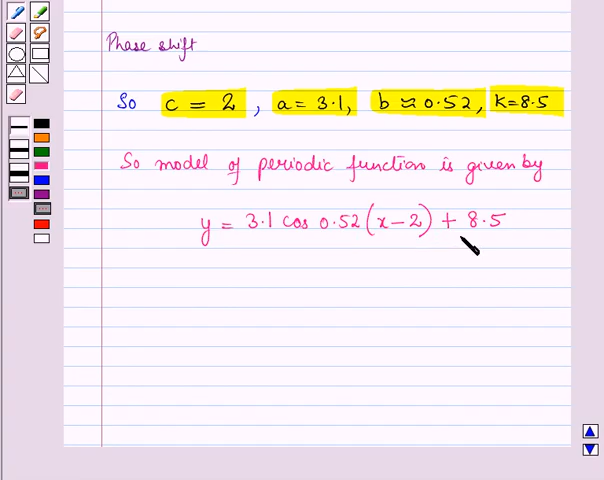 Phase shift
So c = 2 , a = 3.1, b ≈ 0.52, K=8.5
So model of periodic function is given by
y = 3.1 cos 0.52 (x-2) + 8.5